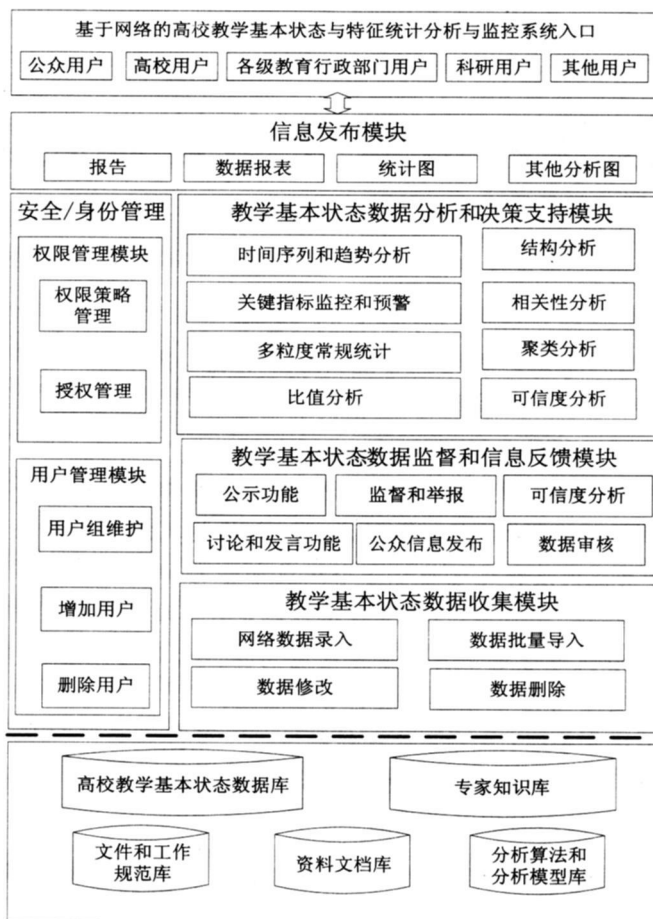 基于网络的高校教学基本状态与特征统计分析与监控系统入口
公众用户
高校用户
各级教育行政部门用户
科研用户
其他用户
信息发布模块
报告
数据报表
统计图
其他分析图
安全/身份管理
权限管理模块
权限策略
管理
授权管理
用户管理模块
用户组维护
增加用户
删除用户
教学基本状态数据分析和决策支持模块
时间序列和趋势分析
结构分析
关键指标监控和预警
相关性分析
多粒度常规统计
聚类分析
比值分析
可信度分析
教学基本状态数据监督和信息反馈模块
公示功能
监督和举报
可信度分析
讨论和发言功能
公众信息发布
数据审核
教学基本状态数据收集模块
网络数据录入
数据批量导入
数据修改
数据删除
高校教学基本状态数据库
专家知识库
文件和工作
规范库
资料文档库
分析算法和
分析模型库